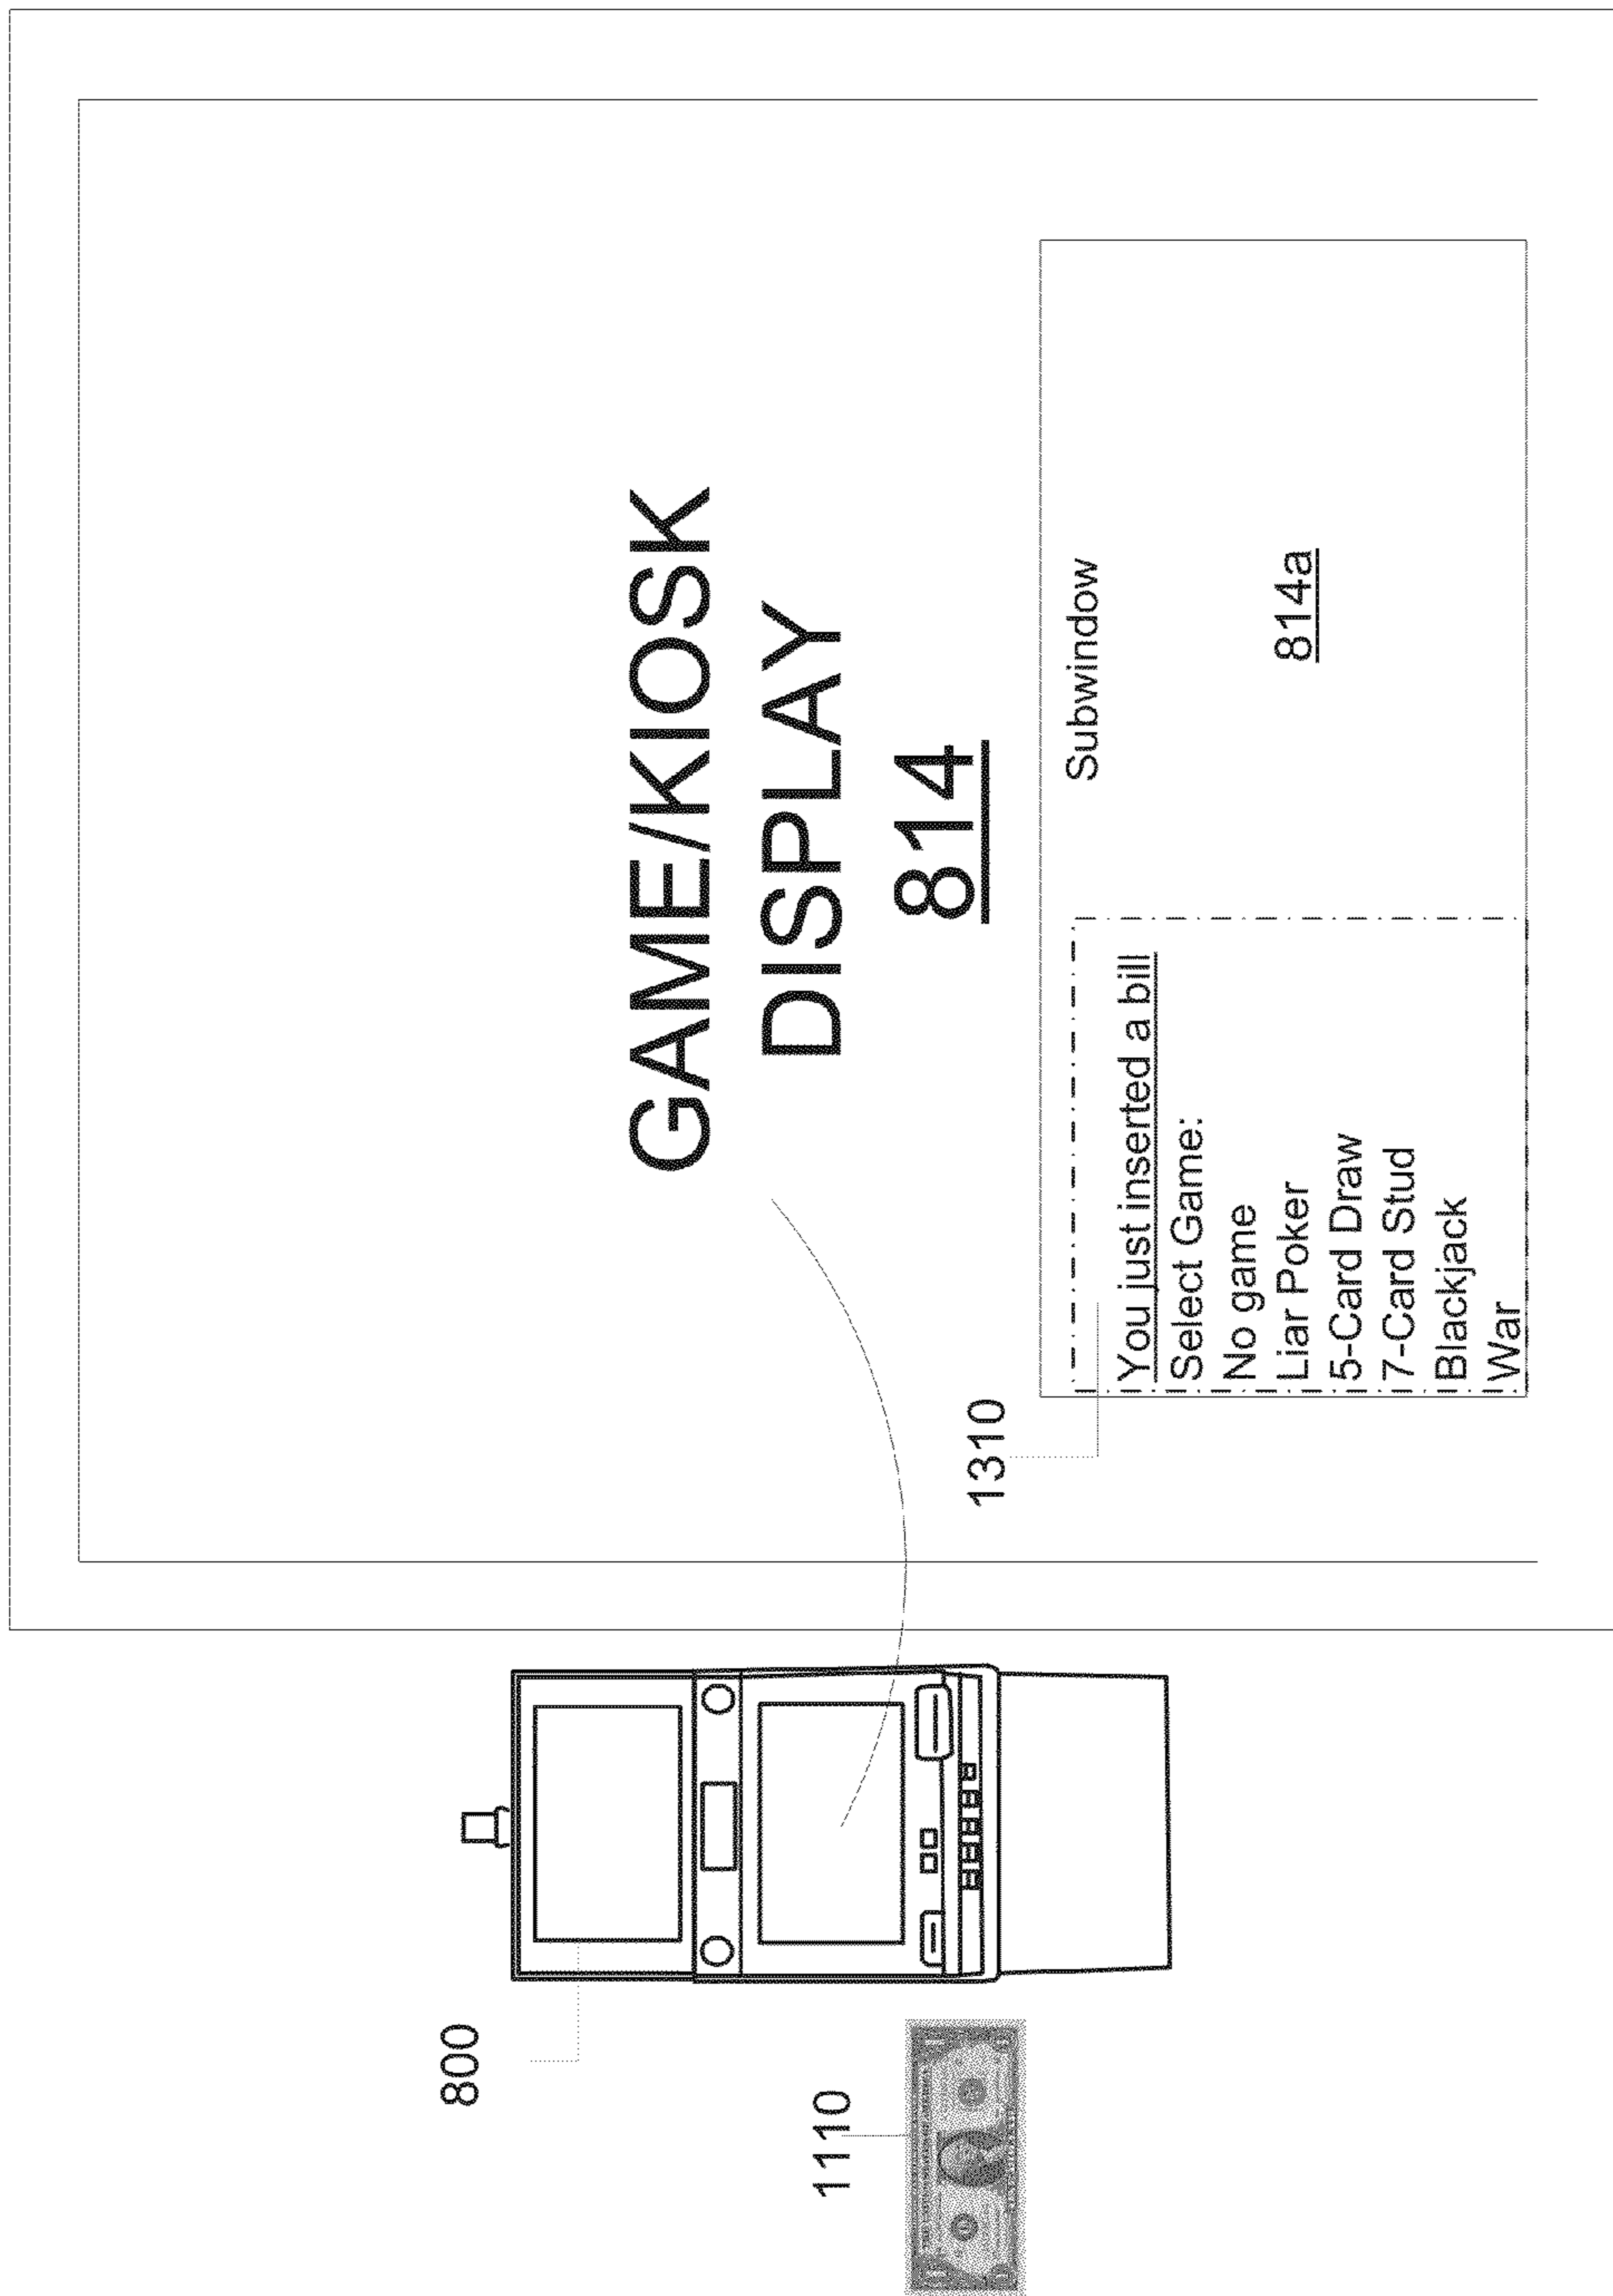 800
1110
GAME/KIOSK
DISPLAY
814
1310
Subwindow
814a
You just inserted a bill
Select Game:
No game
Liar Poker
5-Card Draw
7-Card Stud
Blackjack
War